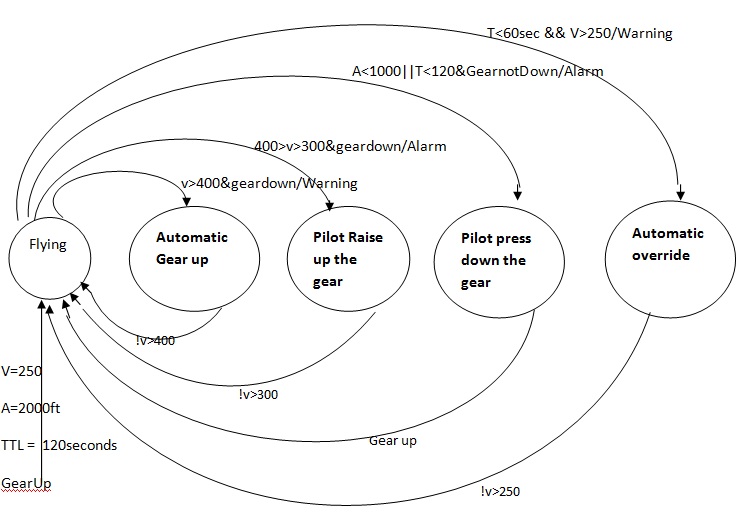 T<60sec && V>250/Warning
A<1000||T<120&GearnotDown/Alarm
400>v>300&geardown/Alarm
v>400&geardown/Warning
Flying
Automatic
Gear up
Pilot Raise
up the
gear
Pilot press
down the
gear
Automatic
override
!v>400
V=250
!v>300
A=2000ft
Gear up
TTL = 120seconds
GearUp
!v>250